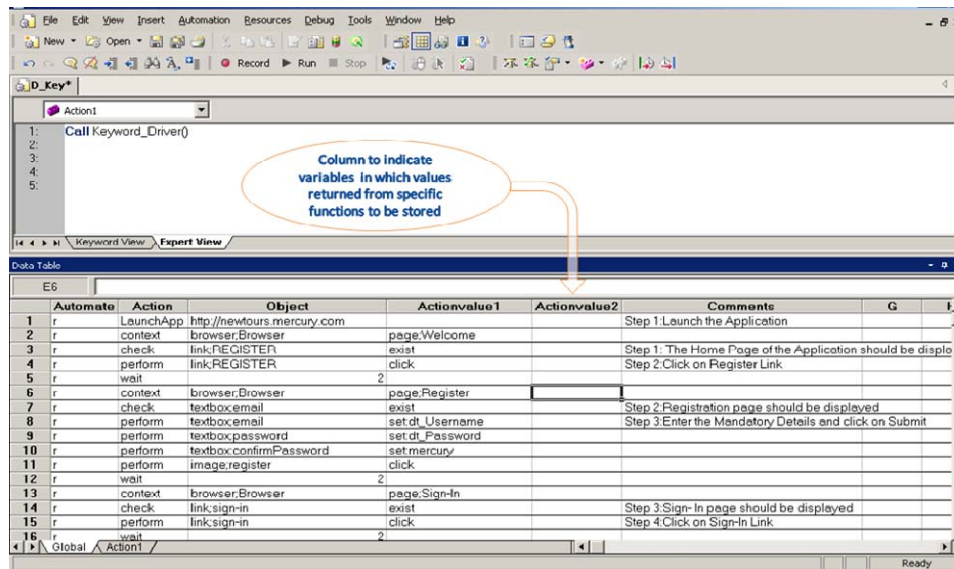 File Edit View Insert Automation Resources Debug Tools Window Help
New Open
Record Run Stop
D_Key*
Action1
1: Call Keyword_Driver()
2:
3:
4:
5:
Column to indicate
variables in which values
returned from specific
functions to be stored
Keyword View Expert View
Data Table
E6
Automate Action Object Actionvalue1 Actionvalue2 Comments G H
1 r LaunchApp http://newtours.mercury.com Step 1:Launch the Application
2 r context browser;Browser page;Welcome
3 r check link;REGISTER exist Step 1: The Home Page of the Application should be displo
4 r perform link;REGISTER click Step 2:Click on Register Link
5 r wait 2
6 r context browser;Browser page;Register
7 r check textbox;email exist Step 2:Registration page should be displayed
8 r perform textbox;email set:dt_Username Step 3:Enter the Mandatory Details and click on Submit
9 r perform textbox;password set:dt_Password
10 r perform textbox:confirmPassword set:mercury
11 r perform image;register click
12 r wait 2
13 r context browser;Browser page;Sign-In
14 r check link;sign-in exist Step 3:Sign-In page should be displayed
15 r perform link;sign-in click Step 4:Click on Sign-In Link
16 r wait 2
Global Action1
Ready